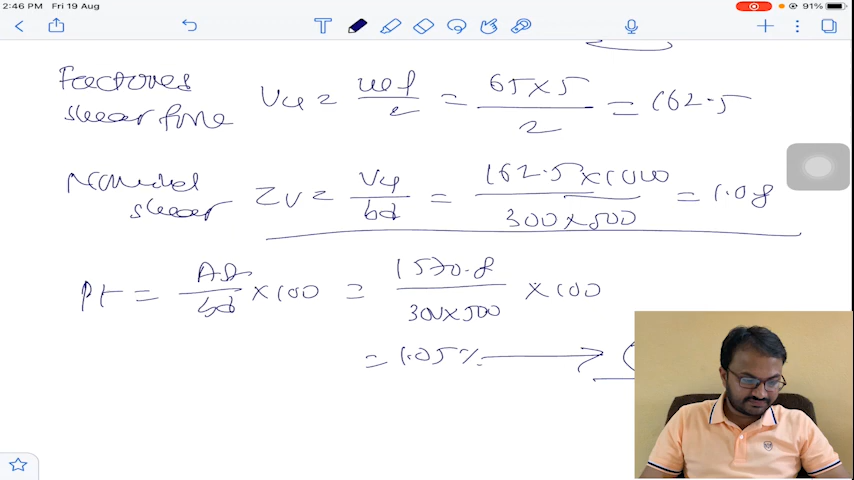 2:46 PM Fri 19 Aug 91%
Factores Vu = wel/2 = 65×5/2 = 162.5
shear force
Nominal τv = Vu/bd = 162.5×1000/300×500 = 1.08
shear
Pt = Ast/bd ×100 = 1570.8/300×500 ×100
= 1.05%